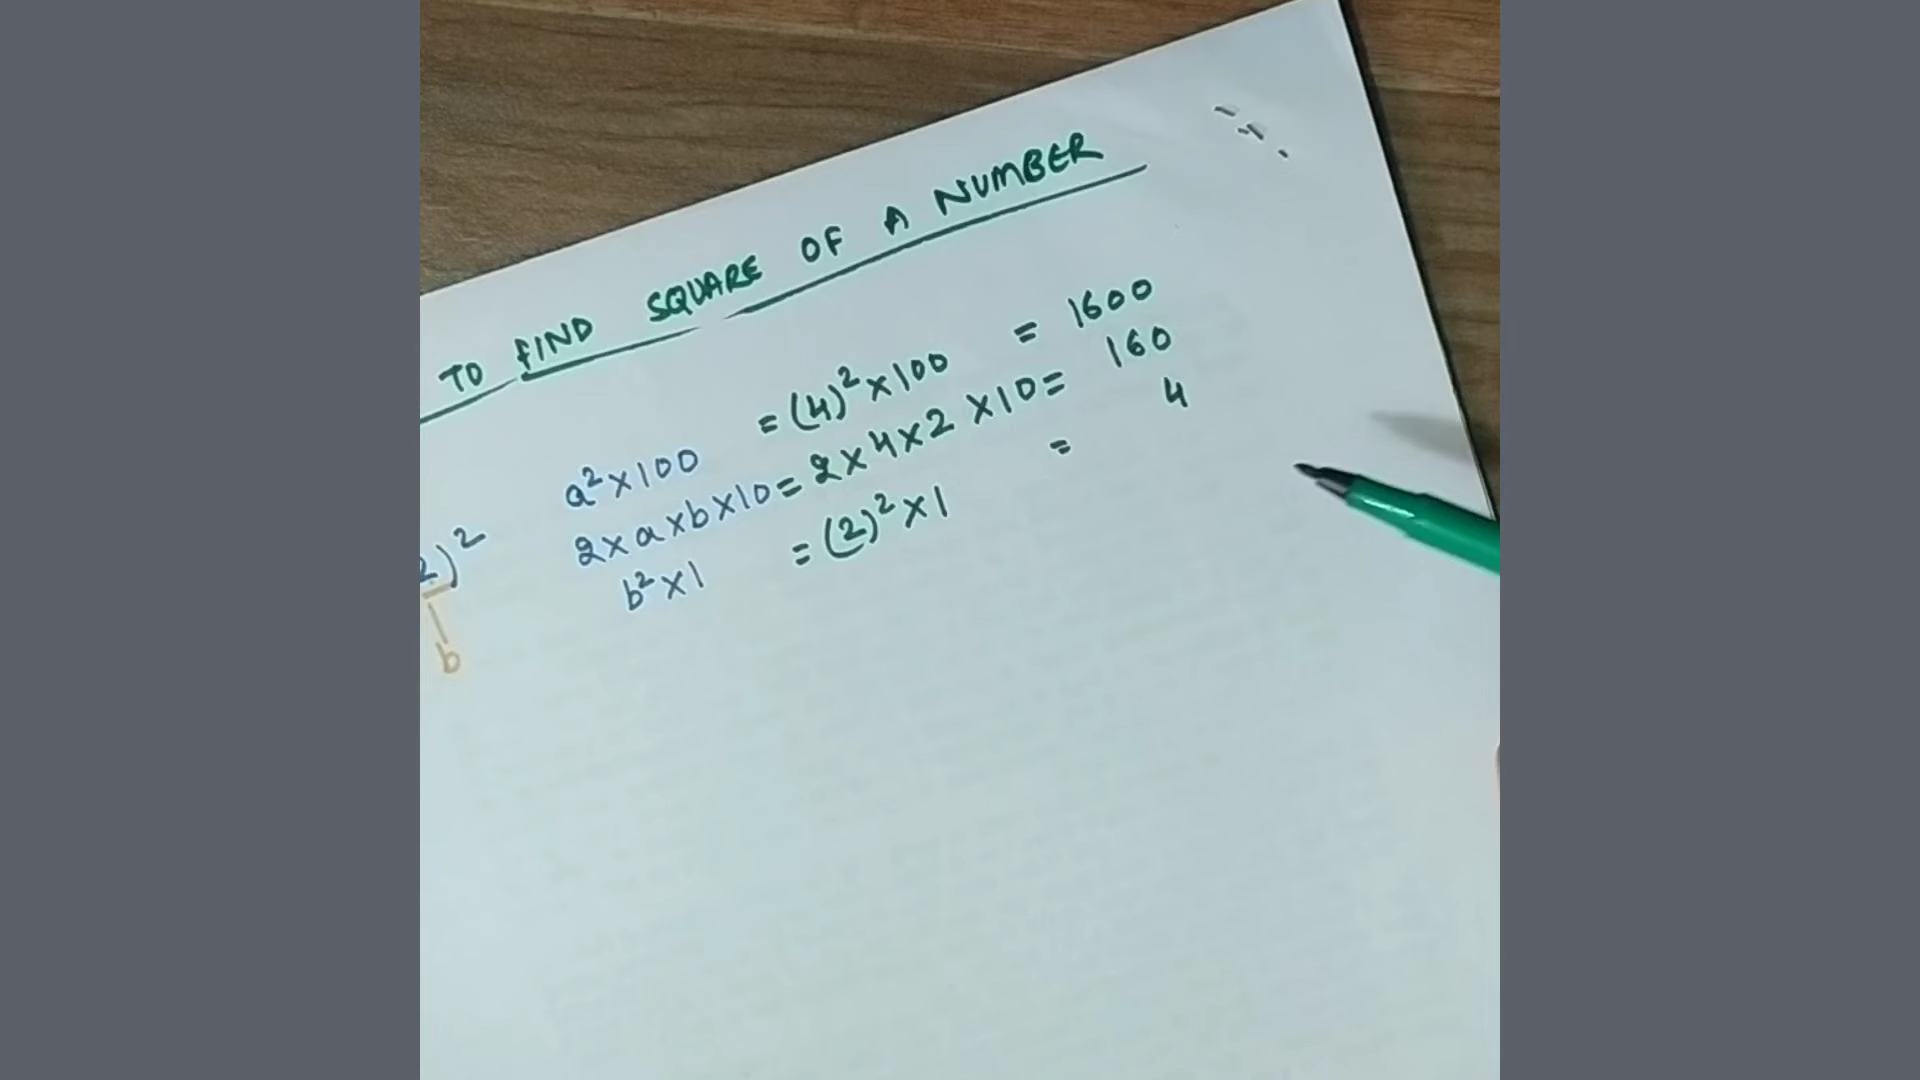 TO FIND SQUARE OF A NUMBER
a²×100 = (4)²×100 = 1600
2×a×b×10 = 2×4×2×10 = 160
b²×1 = (2)²×1 = 4
2)²
b